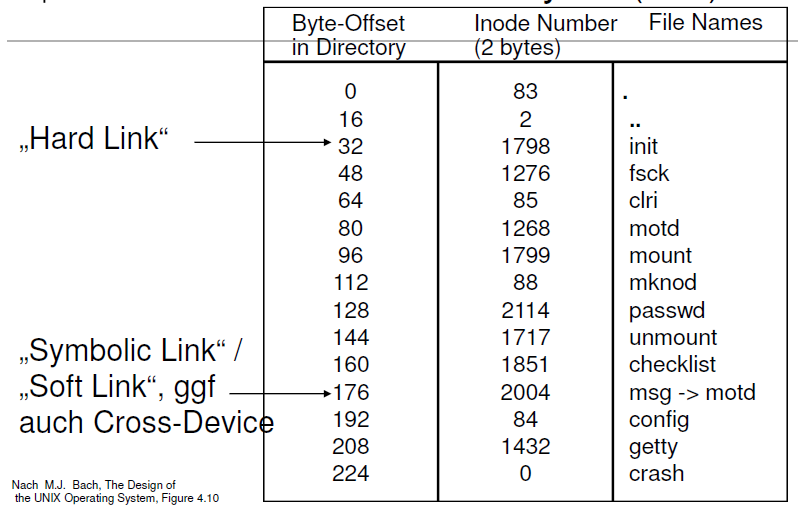 Byte-Offset Inode Number File Names
in Directory (2 bytes)
0 83 .
16 2 ..
„Hard Link“ 32 1798 init
48 1276 fsck
64 85 clri
80 1268 motd
96 1799 mount
112 88 mknod
128 2114 passwd
144 1717 unmount
„Symbolic Link“ /
160 1851 checklist
„Soft Link“, ggf 176 2004 msg -> motd
auch Cross-Device 192 84 config
208 1432 getty
224 0 crash
Nach M.J. Bach, The Design of
the UNIX Operating System, Figure 4.10